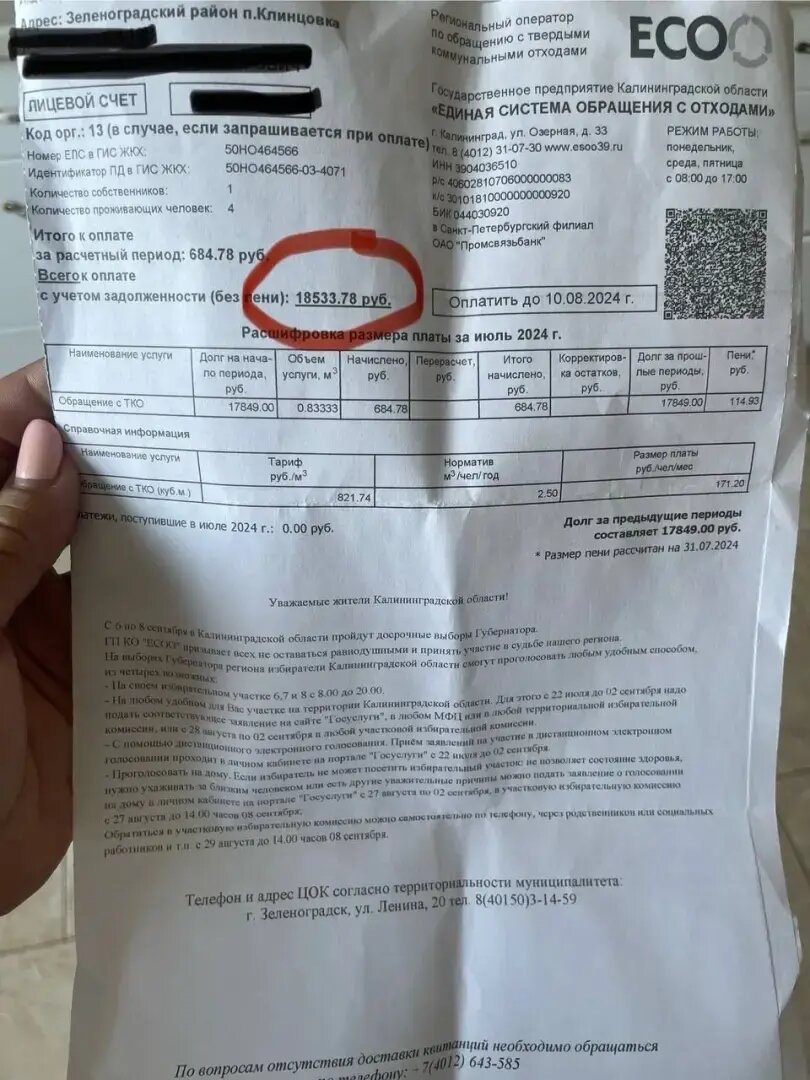 Адрес: Зеленоградский район п.Клинцовка
ЛИЦЕВОЙ СЧЕТ
Код орг.: 13 (в случае, если запрашивается при оплате)
Номер ЕЛС в ГИС ЖКХ: 50НО464566
Идентификатор ПД в ГИС ЖКХ: 50НО464566-03-4071
Количество собственников: 1
Количество проживающих человек: 4
Итого к оплате
за расчетный период: 684.78 руб.
Всего к оплате
с учетом задолженности (без пени): 18533.78 руб.
Региональный оператор
по обращению с твердыми
коммунальными отходами
ECOO
Государственное предприятие Калининградской области
«ЕДИНАЯ СИСТЕМА ОБРАЩЕНИЯ С ОТХОДАМИ»
г. Калининград, ул. Озерная, д. 33
тел. 8 (4012) 31-07-30 www.esoo39.ru
ИНН 3904036510
р/с 40602810706000000083
к/с 30101810000000000920
БИК 044030920
в Санкт-Петербургский филиал
ОАО "Промсвязьбанк"
РЕЖИМ РАБОТЫ:
понедельник,
среда, пятница
с 08:00 до 17:00
Оплатить до 10.08.2024 г.
Расшифровка размера платы за июль 2024 г.
Наименование услуги Долг на нача-по периода, руб. Объем услуги, м3 Начислено, руб. Перерасчет, руб. Итого начислено, руб. Корректиров-ка остатков, руб. Долг за прош-лые периоды, руб. Пени,* руб.
Обращение с ТКО 17849.00 0.83333 684.78 684.78 17849.00 114.93
Справочная информация
Наименование услуги Тариф руб./м3 Норматив м3/чел/год Размер платы руб./чел/мес
Обращение с ТКО (куб.м.) 821.74 2.50 171.20
Платежи, поступившие в июле 2024 г.: 0.00 руб.
Долг за предыдущие периоды
составляет 17849.00 руб.
* Размер пени рассчитан на 31.07.2024
Уважаемые жители Калининградской области!
С 6 по 8 сентября в Калининградской области пройдут досрочные выборы Губернатора.
ГП КО "ЕСОО" призывает всех не оставаться равнодушными и принять участие в судьбе нашего региона.
На выборах Губернатора региона избиратели Калининградской области смогут проголосовать любым удобным способом,
из четырех возможных:
- На своем избирательном участке 6,7 и 8 с 8.00 до 20.00.
- На любом удобном для Вас участке на территории Калининградской области. Для этого с 22 июля до 02 сентября надо
подать соответствующее заявление на сайте "Госуслуги", в любом МФЦ или в любой территориальной избирательной
комиссии, или с 28 августа по 02 сентября в любой участковой избирательной комиссии.
- С помощью дистанционного электронного голосования. Приём заявлений на участие в дистанционном электронном
голосовании проходит в личном кабинете на портале "Госуслуги" с 22 июля до 02 сентября.
- Проголосовать на дому. Если избиратель не может посетить избирательный участок: не позволяет состояние здоровья,
нужно ухаживать за близким человеком или есть другие уважительные причины можно подать заявление о голосовании
на дому в личном кабинете на портале "Госуслуги" с 27 августа по 02 сентября, в участковую избирательную комиссию
с 27 августа до 14.00 часов 08 сентября.
Обратиться в участковую избирательную комиссию можно самостоятельно по телефону, через родственников или социальных
работников и т.п. с 29 августа до 14.00 часов 08 сентября.
Телефон и адрес ЦОК согласно территориальности муниципалитета:
г. Зеленоградск, ул. Ленина, 20 тел. 8(40150)3-14-59
По вопросам отсутствия доставки квитанций необходимо обращаться
по телефону: +7(4012) 643-585